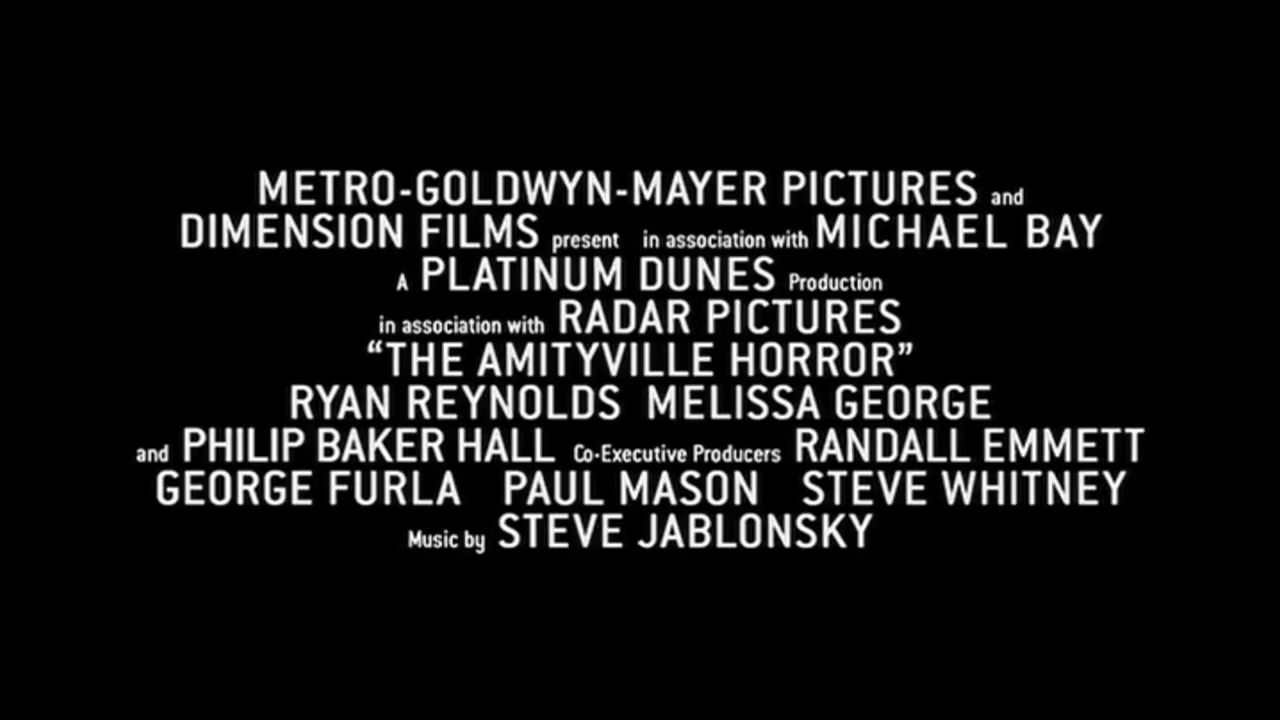 METRO-GOLDWYN-MAYER PICTURES and
DIMENSION FILMS present in association with MICHAEL BAY
A PLATINUM DUNES Production
in association with RADAR PICTURES
“THE AMITYVILLE HORROR”
RYAN REYNOLDS MELISSA GEORGE
and PHILIP BAKER HALL Co-Executive Producers RANDALL EMMETT
GEORGE FURLA PAUL MASON STEVE WHITNEY
Music by STEVE JABLONSKY